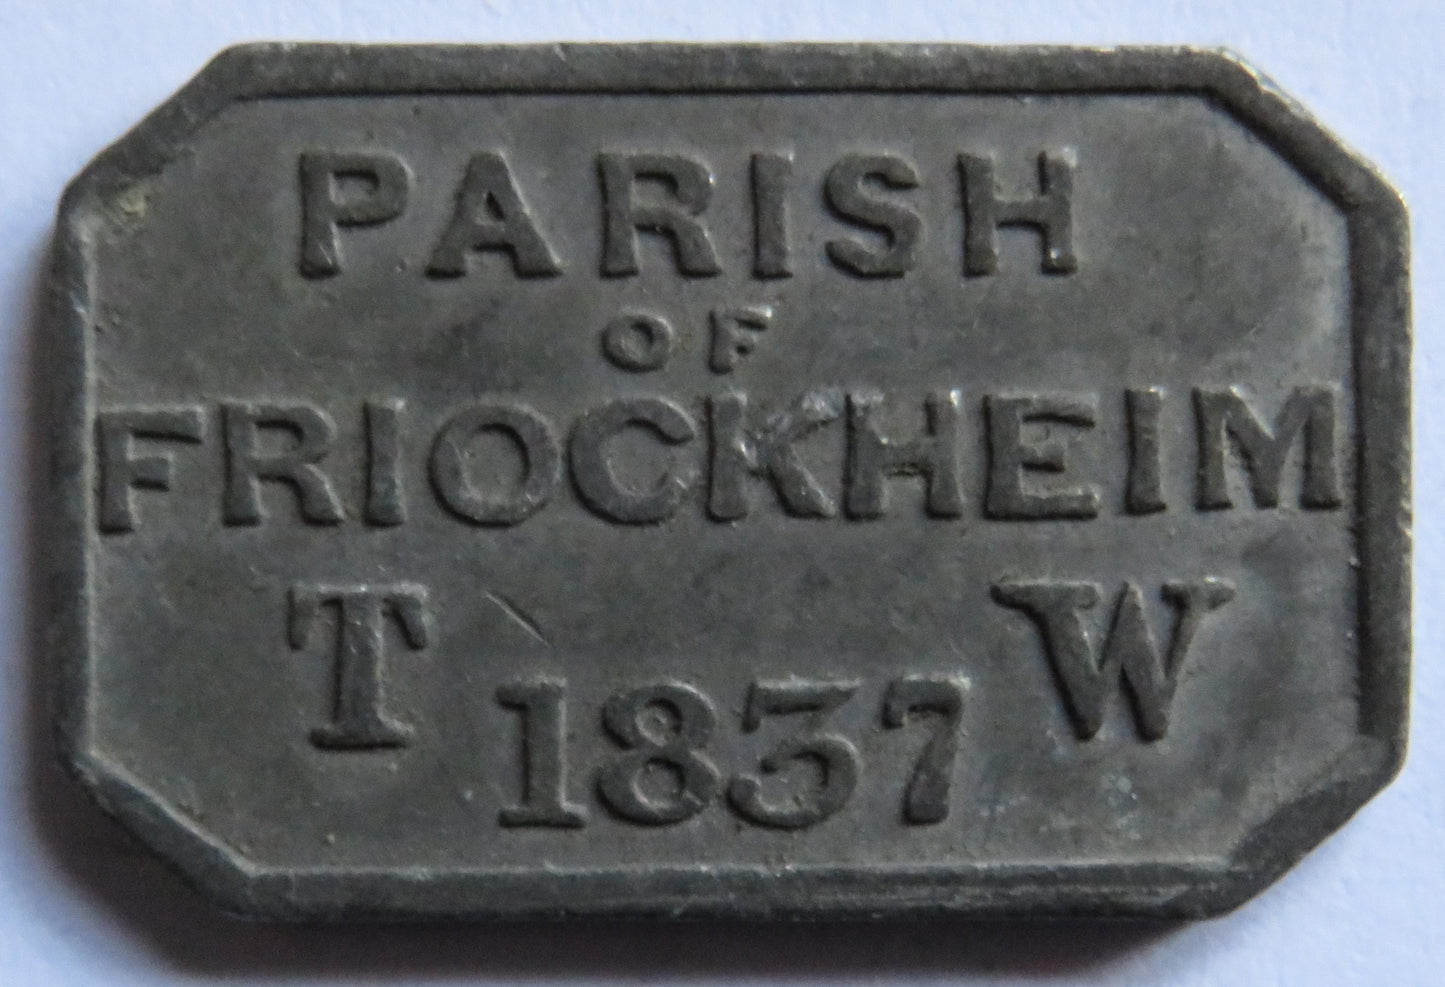 PARISH
OF
FRIOCKHEIM
T W
1837